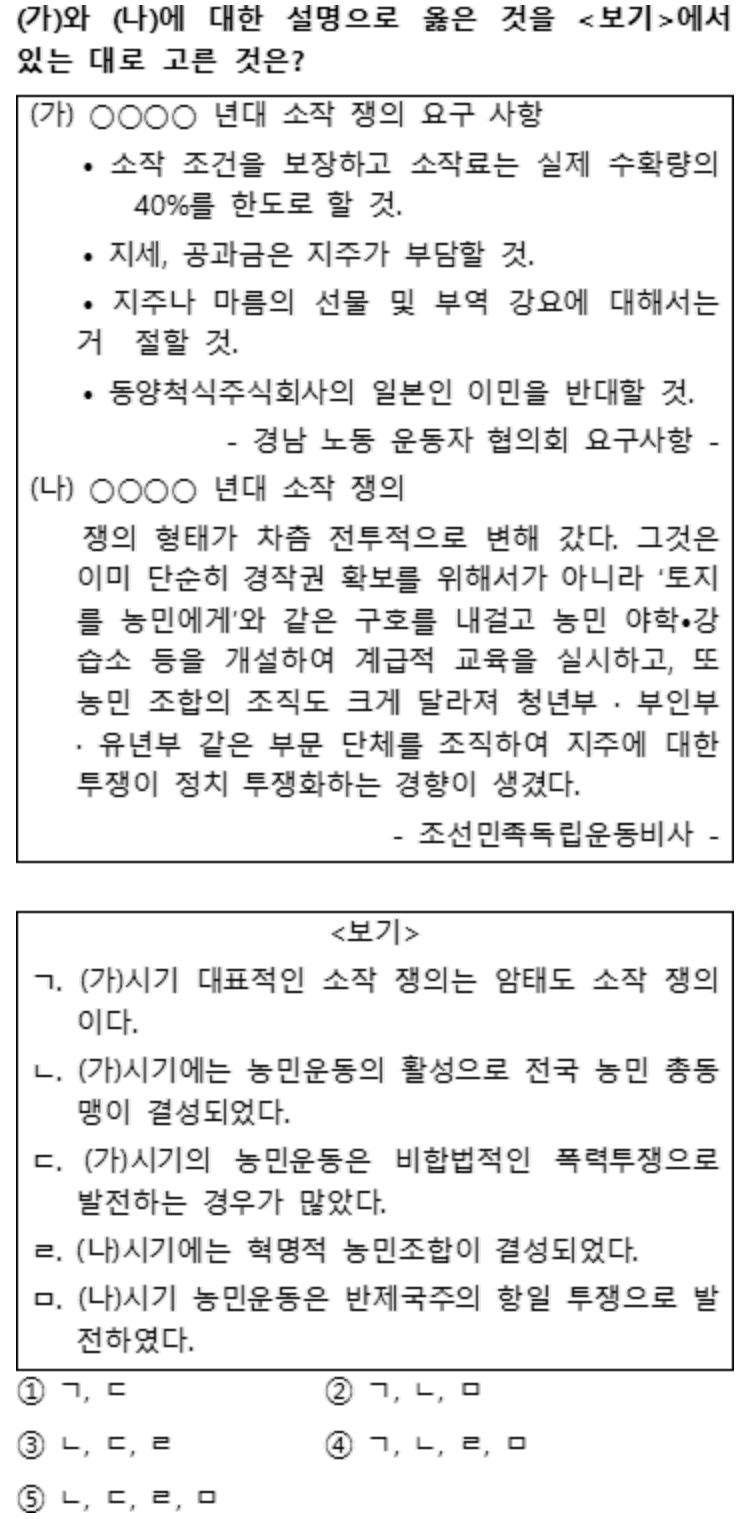 (가)와 (나)에 대한 설명으로 옳은 것을 <보기>에서
있는 대로 고른 것은?
(가) ○○○○ 년대 소작 쟁의 요구 사항
• 소작 조건을 보장하고 소작료는 실제 수확량의
40%를 한도로 할 것.
• 지세, 공과금은 지주가 부담할 것.
• 지주나 마름의 선물 및 부역 강요에 대해서는
거 절할 것.
• 동양척식주식회사의 일본인 이민을 반대할 것.
- 경남 노동 운동자 협의회 요구사항 -
(나) ○○○○ 년대 소작 쟁의
쟁의 형태가 차츰 전투적으로 변해 갔다. 그것은
이미 단순히 경작권 확보를 위해서가 아니라 '토지
를 농민에게'와 같은 구호를 내걸고 농민 야학•강
습소 등을 개설하여 계급적 교육을 실시하고, 또
농민 조합의 조직도 크게 달라져 청년부 · 부인부
· 유년부 같은 부문 단체를 조직하여 지주에 대한
투쟁이 정치 투쟁화하는 경향이 생겼다.
- 조선민족독립운동비사 -
<보기>
ㄱ. (가)시기 대표적인 소작 쟁의는 암태도 소작 쟁의
이다.
ㄴ. (가)시기에는 농민운동의 활성으로 전국 농민 총동
맹이 결성되었다.
ㄷ. (가)시기의 농민운동은 비합법적인 폭력투쟁으로
발전하는 경우가 많았다.
ㄹ. (나)시기에는 혁명적 농민조합이 결성되었다.
ㅁ. (나)시기 농민운동은 반제국주의 항일 투쟁으로 발
전하였다.
① ㄱ, ㄷ ② ㄱ, ㄴ, ㅁ
③ ㄴ, ㄷ, ㄹ ④ ㄱ, ㄴ, ㄹ, ㅁ
⑤ ㄴ, ㄷ, ㄹ, ㅁ